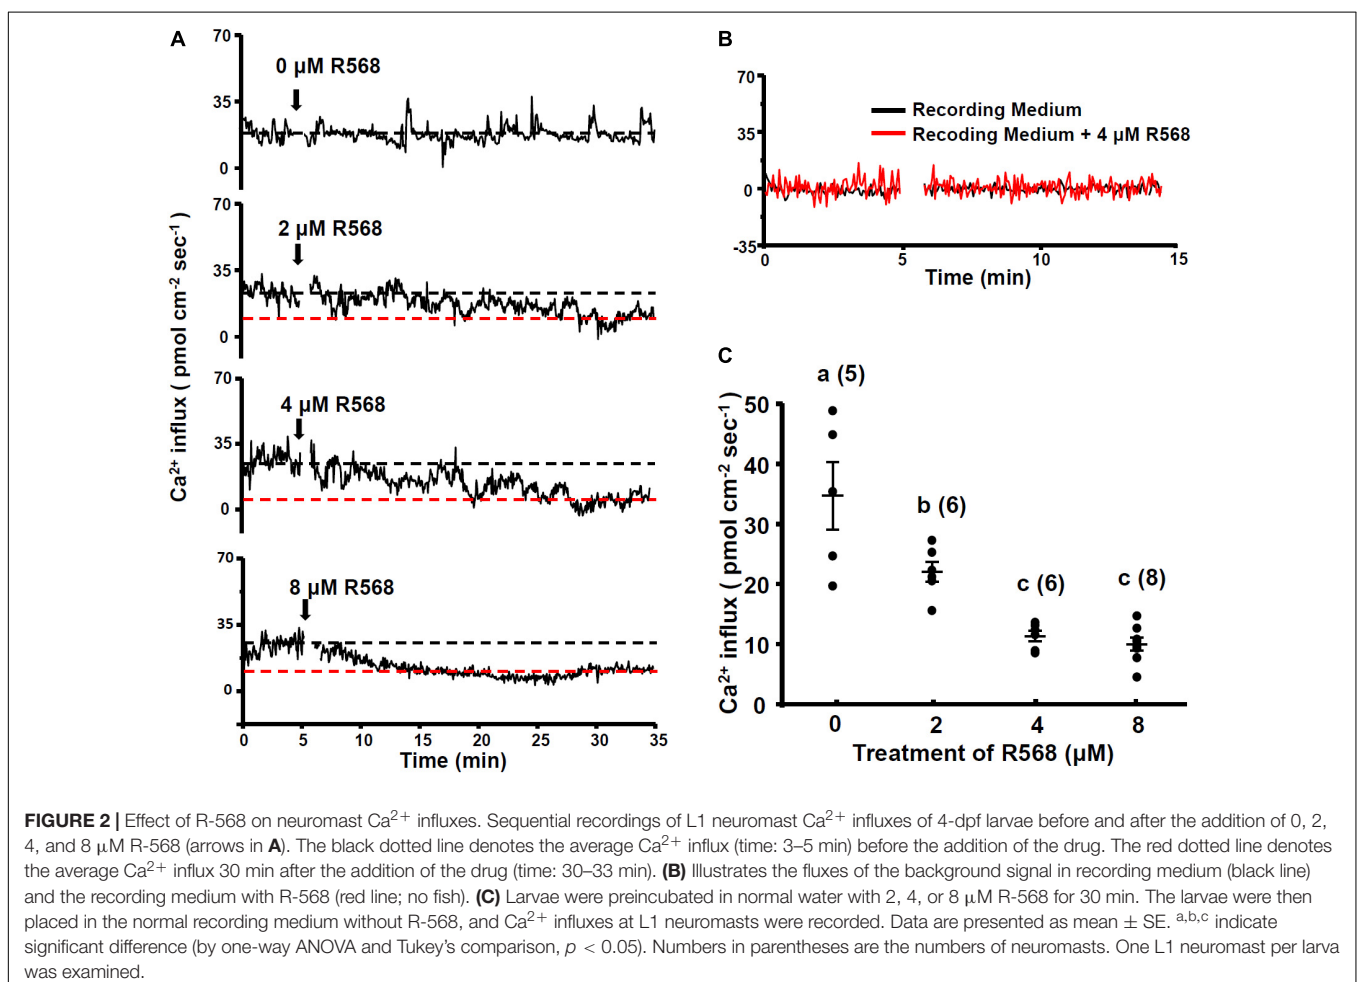 A
70
0 µM R568
35
0
70
2 µM R568
35
0
70
4 µM R568
35
0
70
8 µM R568
35
0
0 5 10 15 20 25 30 35
Time (min)
Ca²⁺ influx ( pmol cm⁻² sec⁻¹)
B
70
Recording Medium
Recoding Medium + 4 µM R568
35
0
-35
0 5 10 15
Time (min)
C
a (5)
50
40
b (6)
30
c (6)
c (8)
20
10
0
0 2 4 8
Treatment of R568 (µM)
Ca²⁺ influx ( pmol cm⁻² sec⁻¹)
FIGURE 2 | Effect of R-568 on neuromast Ca²⁺ influxes. Sequential recordings of L1 neuromast Ca²⁺ influxes of 4-dpf larvae before and after the addition of 0, 2,
4, and 8 µM R-568 (arrows in A). The black dotted line denotes the average Ca²⁺ influx (time: 3–5 min) before the addition of the drug. The red dotted line denotes
the average Ca²⁺ influx 30 min after the addition of the drug (time: 30–33 min). (B) Illustrates the fluxes of the background signal in recording medium (black line)
and the recording medium with R-568 (red line; no fish). (C) Larvae were preincubated in normal water with 2, 4, or 8 µM R-568 for 30 min. The larvae were then
placed in the normal recording medium without R-568, and Ca²⁺ influxes at L1 neuromasts were recorded. Data are presented as mean ± SE. a,b,c indicate
significant difference (by one-way ANOVA and Tukey's comparison, p < 0.05). Numbers in parentheses are the numbers of neuromasts. One L1 neuromast per larva
was examined.